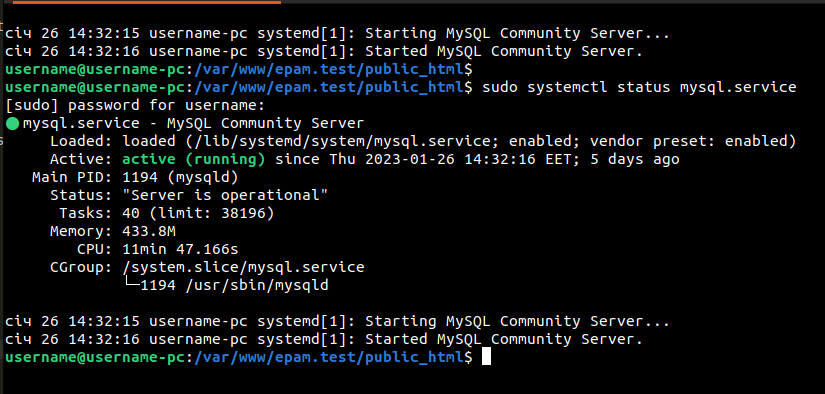 січ 26 14:32:15 username-pc systemd[1]: Starting MySQL Community Server...
січ 26 14:32:16 username-pc systemd[1]: Started MySQL Community Server.
username@username-pc:/var/www/epam.test/public_html$
username@username-pc:/var/www/epam.test/public_html$ sudo systemctl status mysql.service
[sudo] password for username:
● mysql.service - MySQL Community Server
     Loaded: loaded (/lib/systemd/system/mysql.service; enabled; vendor preset: enabled)
     Active: active (running) since Thu 2023-01-26 14:32:16 EET; 5 days ago
   Main PID: 1194 (mysqld)
     Status: "Server is operational"
      Tasks: 40 (limit: 38196)
     Memory: 433.8M
        CPU: 11min 47.166s
     CGroup: /system.slice/mysql.service
             └─1194 /usr/sbin/mysqld
січ 26 14:32:15 username-pc systemd[1]: Starting MySQL Community Server...
січ 26 14:32:16 username-pc systemd[1]: Started MySQL Community Server.
username@username-pc:/var/www/epam.test/public_html$